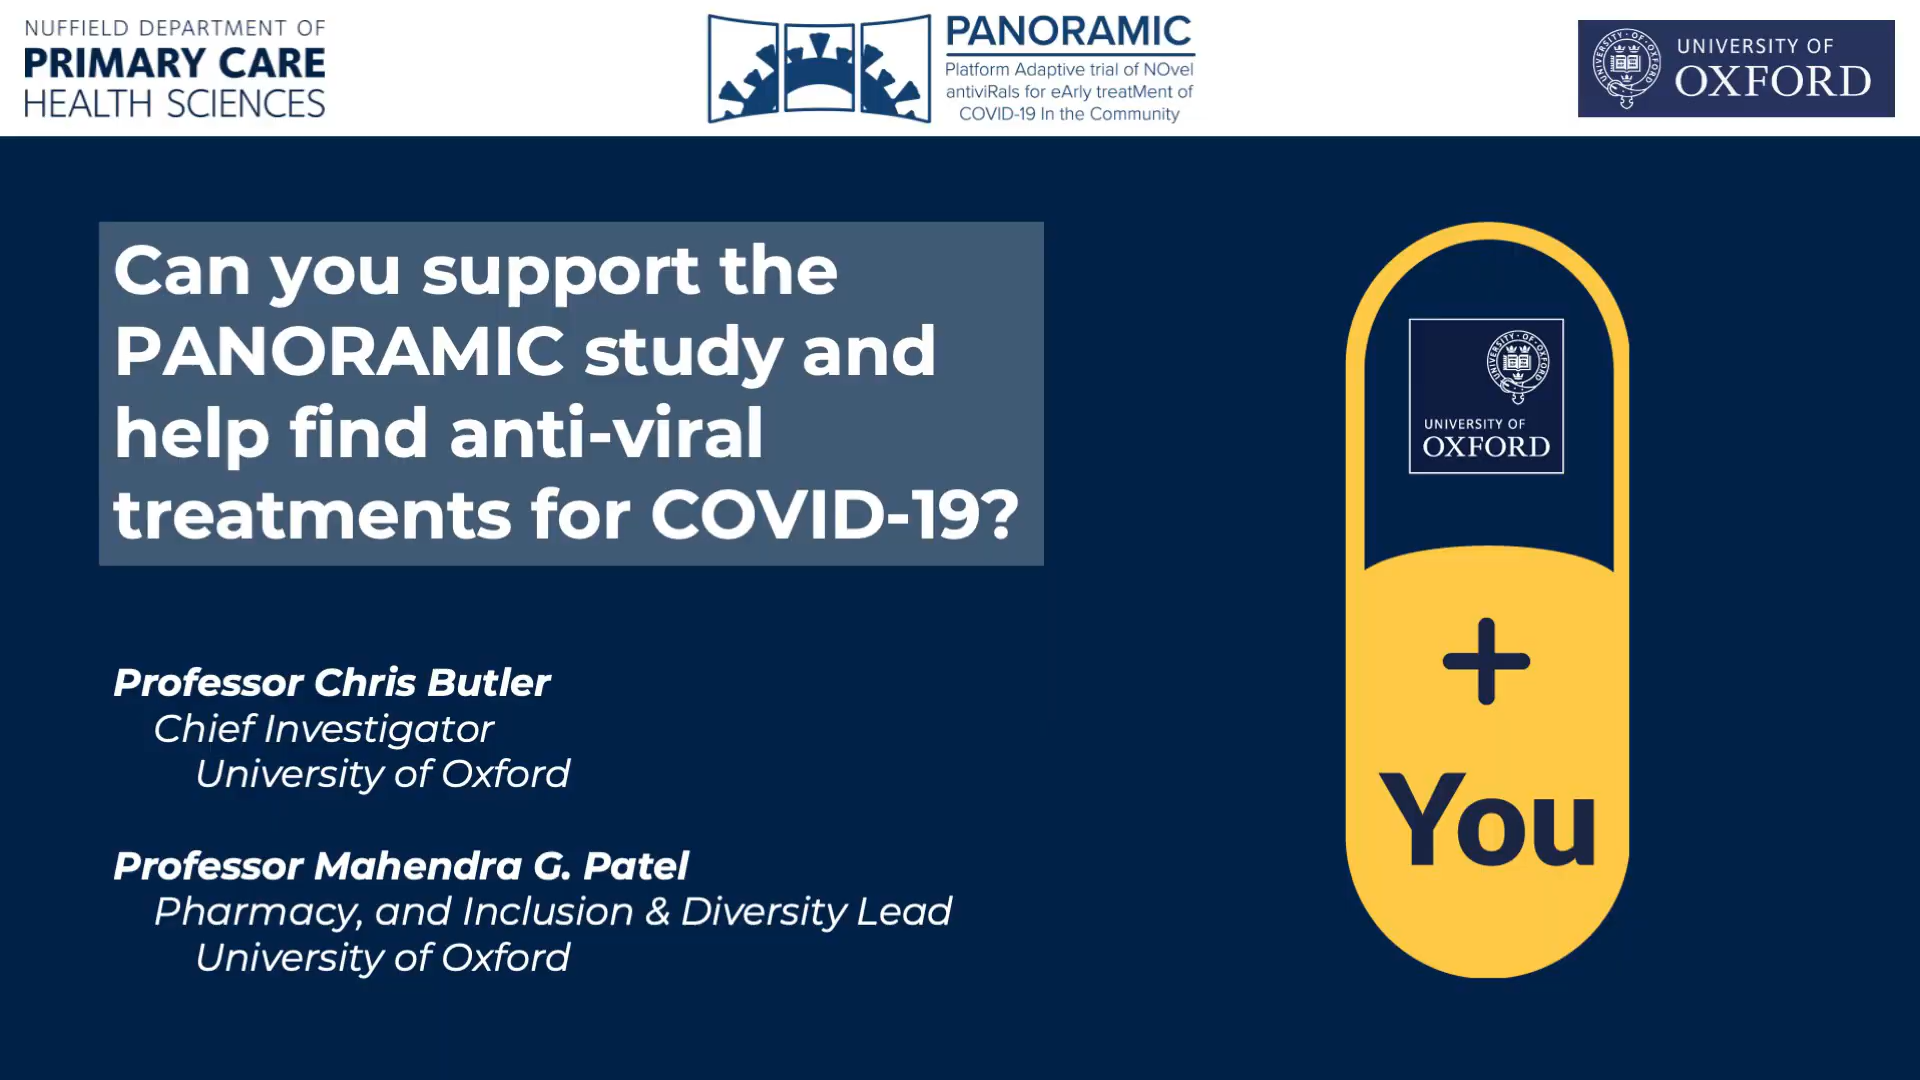 NUFFIELD DEPARTMENT OF
PRIMARY CARE
HEALTH SCIENCES
PANORAMIC
Platform Adaptive trial of NOvel
antiviRals for eArly treatMent of
COVID-19 In the Community
UNIVERSITY OF
OXFORD
Can you support the
PANORAMIC study and
help find anti-viral
treatments for COVID-19?
Professor Chris Butler
Chief Investigator
University of Oxford
Professor Mahendra G. Patel
Pharmacy, and Inclusion & Diversity Lead
University of Oxford
UNIVERSITY OF
OXFORD
+
You